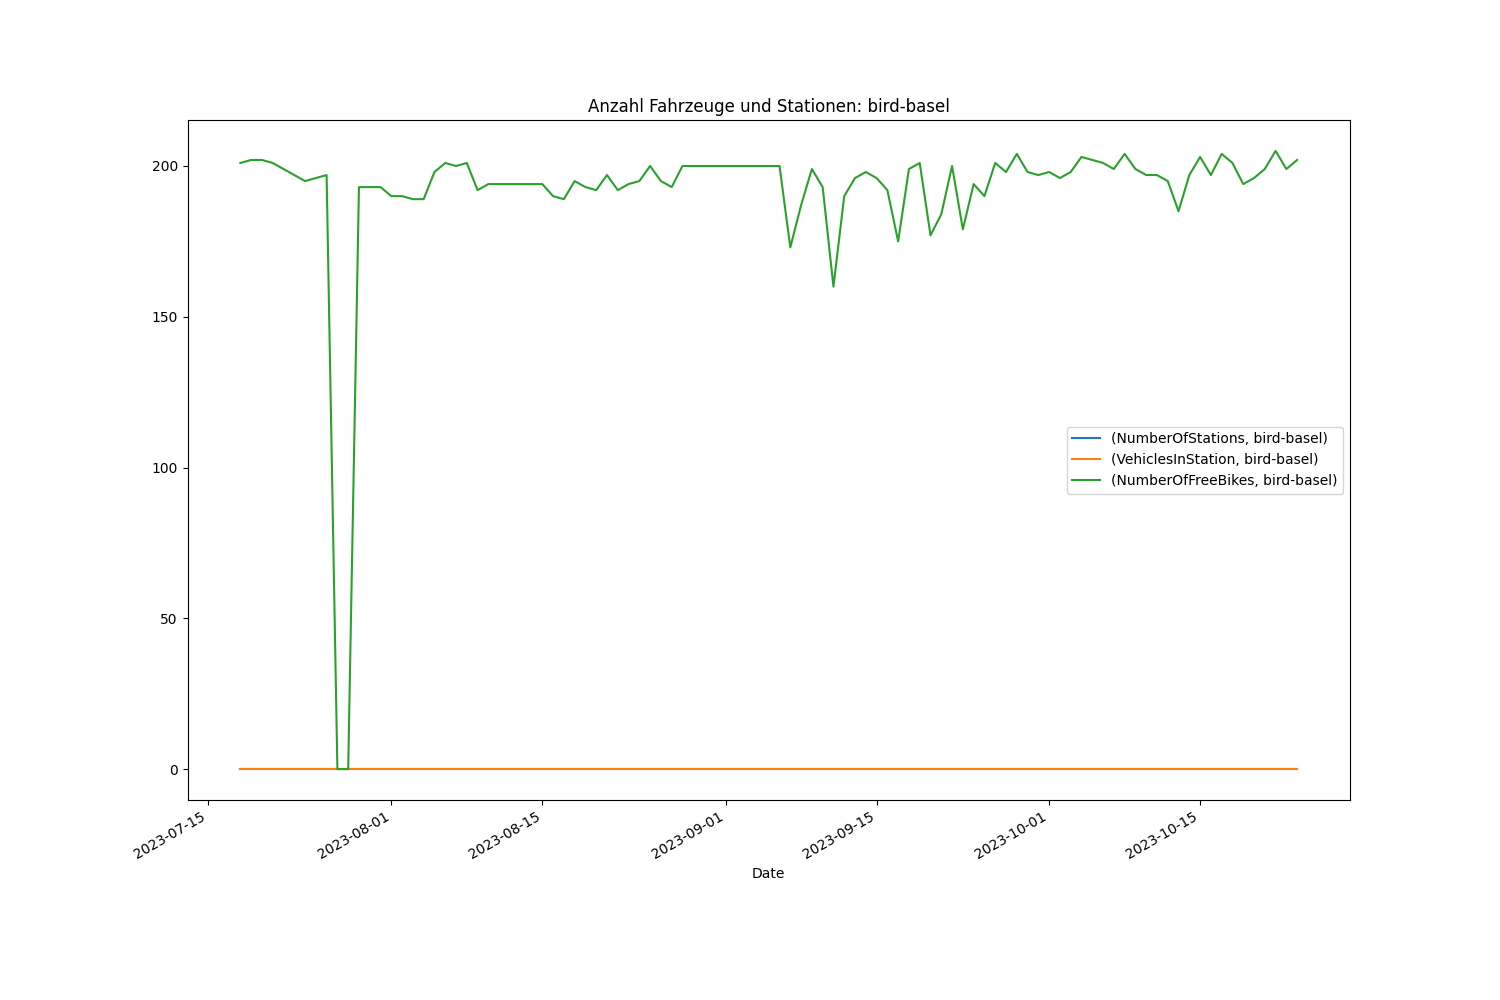 Anzahl Fahrzeuge und Stationen: bird-basel
200
150
100
50
0
(NumberOfStations, bird-basel)
(VehiclesInStation, bird-basel)
(NumberOfFreeBikes, bird-basel)
2023-07-15
2023-08-01
2023-08-15
2023-09-01
2023-09-15
2023-10-01
2023-10-15
Date